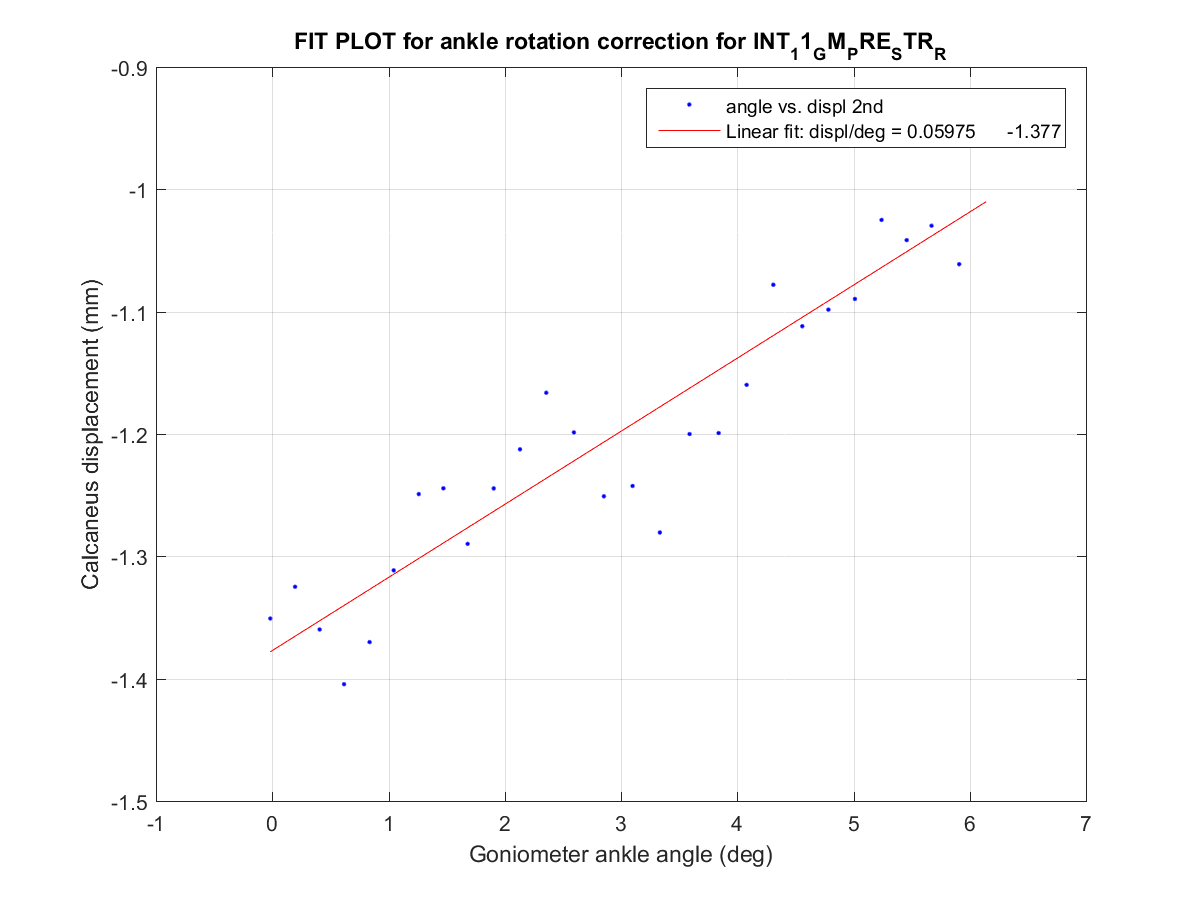 FIT PLOT for ankle rotation correction for INT₁1_GM_PRE_STR_R
-0.9
angle vs. displ 2nd
Linear fit: displ/deg = 0.05975 -1.377
-1
-1.1
-1.2
-1.3
-1.4
-1.5
Calcaneus displacement (mm)
-1 0 1 2 3 4 5 6 7
Goniometer ankle angle (deg)